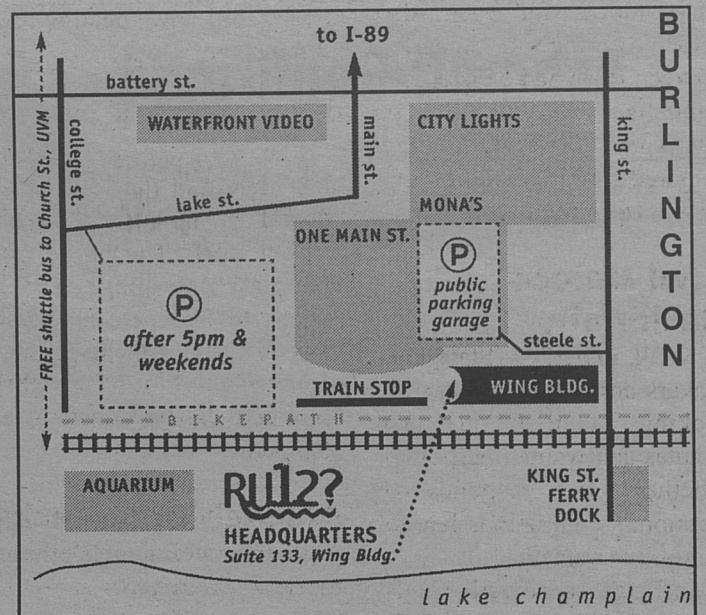 to I-89
BURLINGTON
battery st.
WATERFRONT VIDEO
CITY LIGHTS
FREE shuttle bus to Church St., UVM
college st.
main st.
king st.
lake st.
MONA'S
ONE MAIN ST.
P
after 5pm &
weekends
P
public
parking
garage
steele st.
TRAIN STOP
WING BLDG.
BIKEPATH
AQUARIUM
RU12?
HEADQUARTERS
Suite 133, Wing Bldg.
KING ST.
FERRY
DOCK
lake champlain